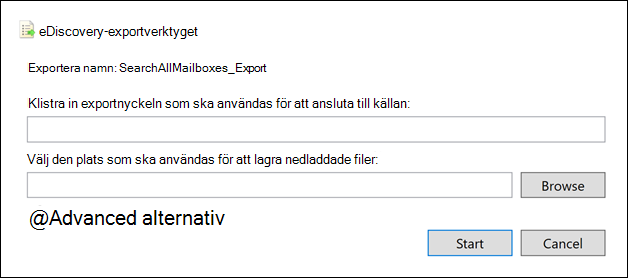 eDiscovery-exportverktyget
Exportera namn: SearchAllMailboxes_Export
Klistra in exportnyckeln som ska användas för att ansluta till källan:
Välj den plats som ska användas för att lagra nedladdade filer:
Browse
@Advanced alternativ
Start
Cancel